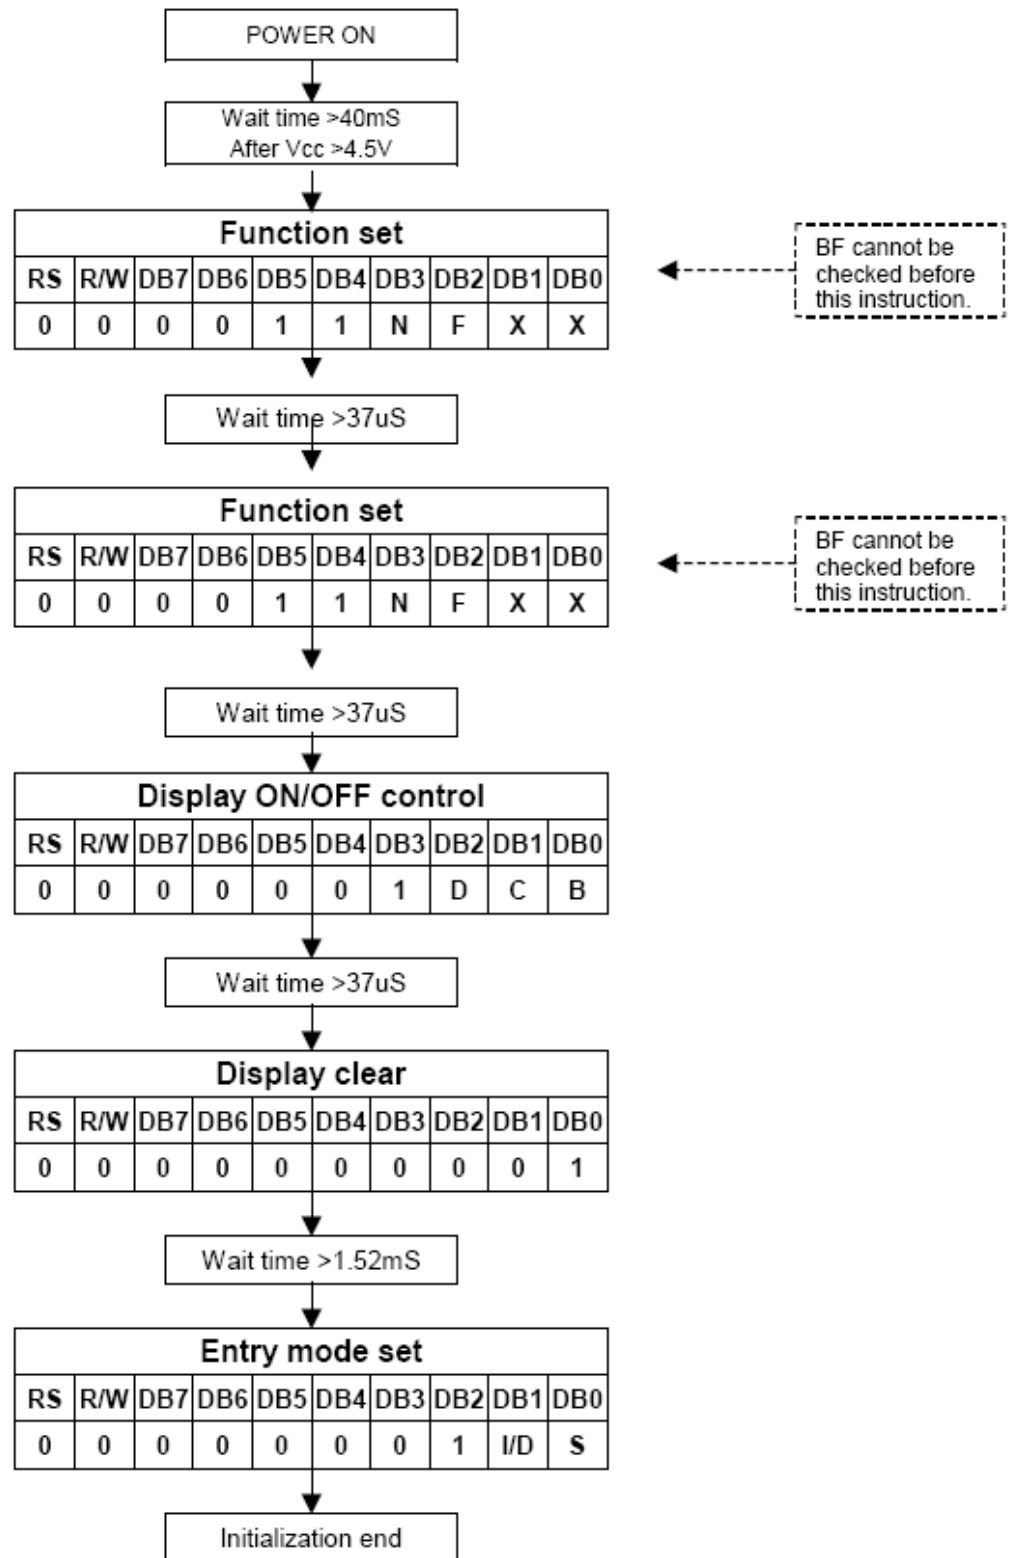 POWER ON
Wait time >40mS
After Vcc >4.5V
Function set
RS R/W DB7 DB6 DB5 DB4 DB3 DB2 DB1 DB0
0 0 0 0 1 1 N F X X
BF cannot be
checked before
this instruction.
Wait time >37uS
Function set
RS R/W DB7 DB6 DB5 DB4 DB3 DB2 DB1 DB0
0 0 0 0 1 1 N F X X
BF cannot be
checked before
this instruction.
Wait time >37uS
Display ON/OFF control
RS R/W DB7 DB6 DB5 DB4 DB3 DB2 DB1 DB0
0 0 0 0 0 0 1 D C B
Wait time >37uS
Display clear
RS R/W DB7 DB6 DB5 DB4 DB3 DB2 DB1 DB0
0 0 0 0 0 0 0 0 0 1
Wait time >1.52mS
Entry mode set
RS R/W DB7 DB6 DB5 DB4 DB3 DB2 DB1 DB0
0 0 0 0 0 0 0 1 I/D S
Initialization end